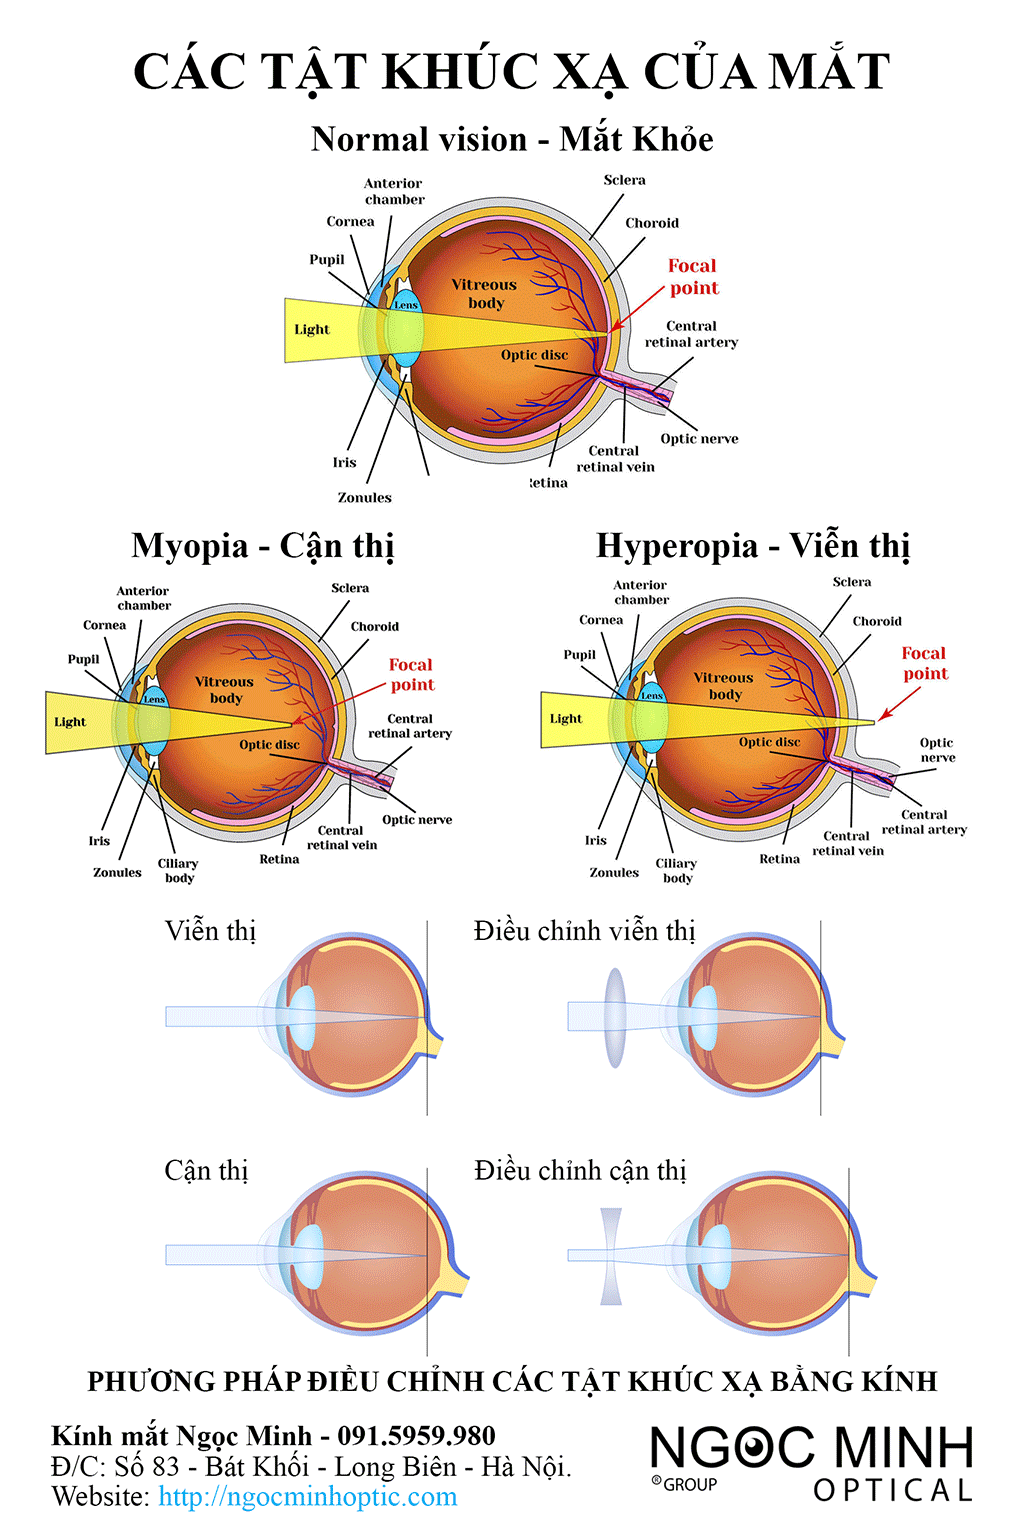 CÁC TẬT KHÚC XẠ CỦA MẮT
Normal vision - Mắt Khỏe
Anterior
chamber
Sclera
Cornea
Choroid
Pupil
Focal
point
Vitreous
body
Lens
Light
Central
retinal artery
Optic disc
Optic nerve
Central
retinal vein
Iris
etina
Zonules
Myopia - Cận thị
Anterior
chamber
Sclera
Cornea
Choroid
Pupil
Focal
point
Vitreous
body
Lens
Light
Central
retinal artery
Optic disc
Optic nerve
Central
retinal vein
Iris
Retina
Zonules
Ciliary
body
Hyperopia - Viễn thị
Anterior
chamber
Sclera
Cornea
Choroid
Pupil
Focal
point
Vitreous
body
Lens
Light
Optic disc
Optic
nerve
Central
retinal artery
Central
retinal vein
Iris
Retina
Zonules
Ciliary
body
Viễn thị
Điều chỉnh viễn thị
Cận thị
Điều chỉnh cận thị
PHƯƠNG PHÁP ĐIỀU CHỈNH CÁC TẬT KHÚC XẠ BẰNG KÍNH
Kính mắt Ngọc Minh - 091.5959.980
Đ/C: Số 83 - Bát Khối - Long Biên - Hà Nội.
Website: http://ngocminhoptic.com
NGỌC MINH
®GROUP
OPTICAL